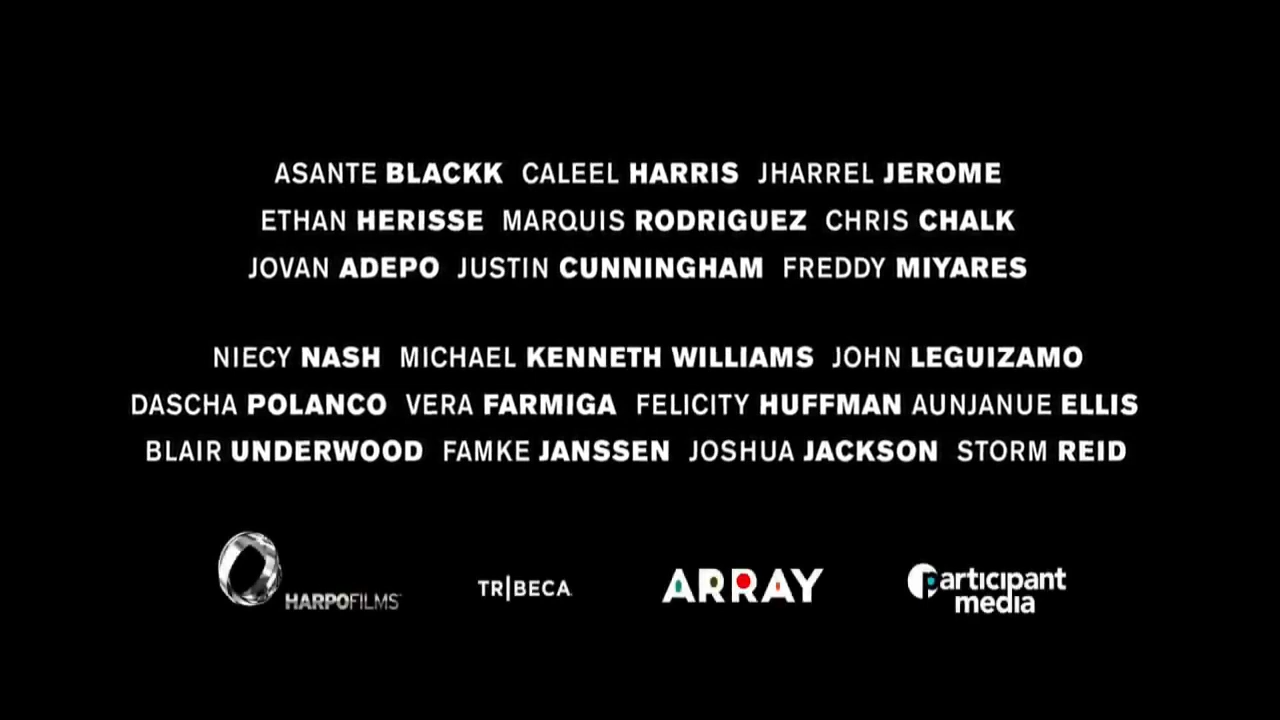 ASANTE BLACKK CALEEL HARRIS JHARREL JEROME
ETHAN HERISSE MARQUIS RODRIGUEZ CHRIS CHALK
JOVAN ADEPO JUSTIN CUNNINGHAM FREDDY MIYARES
NIECY NASH MICHAEL KENNETH WILLIAMS JOHN LEGUIZAMO
DASCHA POLANCO VERA FARMIGA FELICITY HUFFMAN AUNJANUE ELLIS
BLAIR UNDERWOOD FAMKE JANSSEN JOSHUA JACKSON STORM REID
HARPOFILMS TR|BECA ARRAY participant
media